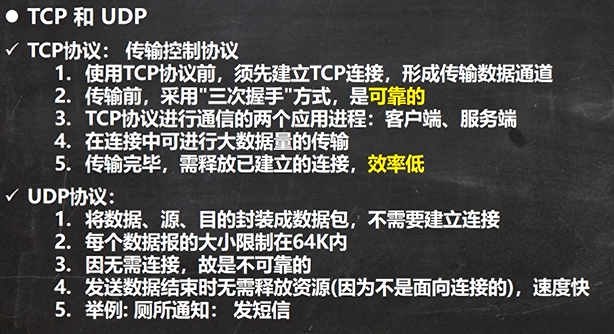 ● TCP 和 UDP
✓ TCP协议： 传输控制协议
1. 使用TCP协议前，须先建立TCP连接，形成传输数据通道
2. 传输前，采用"三次握手"方式，是可靠的
3. TCP协议进行通信的两个应用进程：客户端、服务端
4. 在连接中可进行大数据量的传输
5. 传输完毕，需释放已建立的连接，效率低
✓ UDP协议：
1. 将数据、源、目的封装成数据包，不需要建立连接
2. 每个数据报的大小限制在64K内
3. 因无需连接，故是不可靠的
4. 发送数据结束时无需释放资源(因为不是面向连接的)，速度快
5. 举例: 厕所通知： 发短信